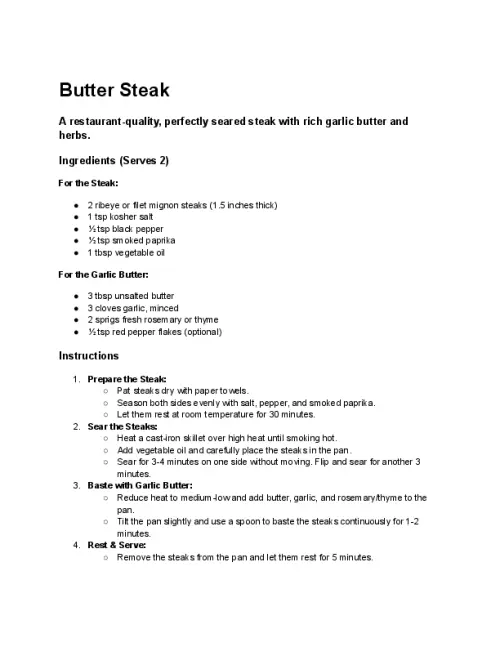 Butter Steak
A restaurant-quality, perfectly seared steak with rich garlic butter and
herbs.
Ingredients (Serves 2)
For the Steak:
● 2 ribeye or filet mignon steaks (1.5 inches thick)
● 1 tsp kosher salt
● ½ tsp black pepper
● ½ tsp smoked paprika
● 1 tbsp vegetable oil
For the Garlic Butter:
● 3 tbsp unsalted butter
● 3 cloves garlic, minced
● 2 sprigs fresh rosemary or thyme
● ½ tsp red pepper flakes (optional)
Instructions
1. Prepare the Steak:
○ Pat steaks dry with paper towels.
○ Season both sides evenly with salt, pepper, and smoked paprika.
○ Let them rest at room temperature for 30 minutes.
2. Sear the Steaks:
○ Heat a cast-iron skillet over high heat until smoking hot.
○ Add vegetable oil and carefully place the steaks in the pan.
○ Sear for 3-4 minutes on one side without moving. Flip and sear for another 3
minutes.
3. Baste with Garlic Butter:
○ Reduce heat to medium-low and add butter, garlic, and rosemary/thyme to the
pan.
○ Tilt the pan slightly and use a spoon to baste the steaks continuously for 1-2
minutes.
4. Rest & Serve:
○ Remove the steaks from the pan and let them rest for 5 minutes.